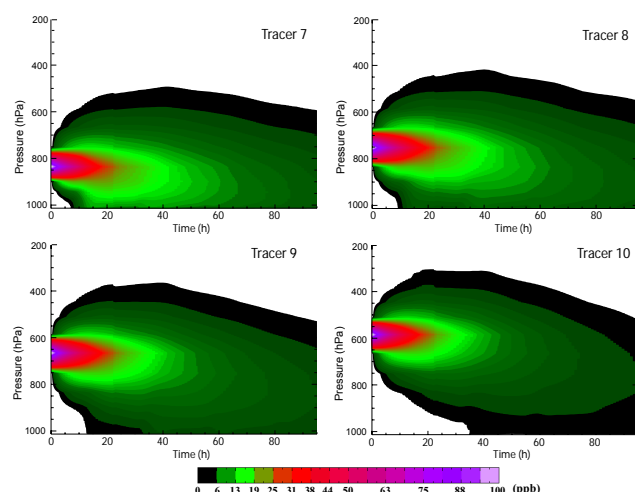 Tracer 7
Pressure (hPa)
200
400
600
800
1000
0 20 40 60 80
Time (h)
Tracer 8
Pressure (hPa)
200
400
600
800
1000
0 20 40 60 80
Time (h)
Tracer 9
Pressure (hPa)
200
400
600
800
1000
0 20 40 60 80
Time (h)
Tracer 10
Pressure (hPa)
200
400
600
800
1000
0 20 40 60 80
Time (h)
0 6 13 19 25 31 38 44 50 63 75 88 100 (ppb)